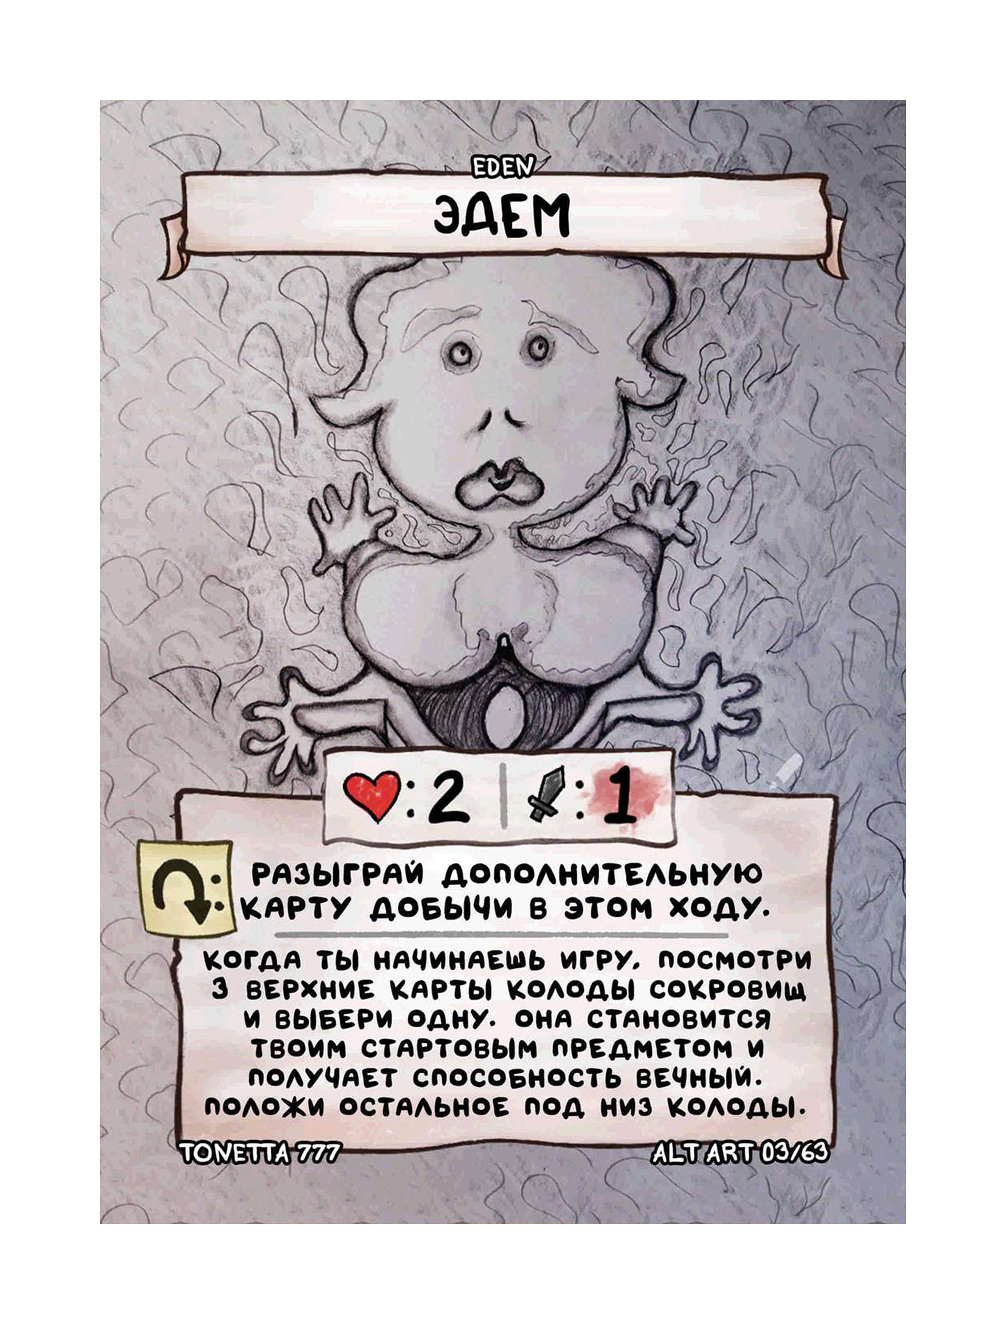 EDEN
ЭДЕМ
:2 | :1
РАЗЫГРАЙ ДОПОЛНИТЕЛЬНУЮ
КАРТУ ДОБЫЧИ В ЭТОМ ХОДУ.
КОГДА ТЫ НАЧИНАЕШЬ ИГРУ, ПОСМОТРИ
3 ВЕРХНИЕ КАРТЫ КОЛОДЫ СОКРОВИЩ
И ВЫБЕРИ ОДНУ. ОНА СТАНОВИТСЯ
ТВОИМ СТАРТОВЫМ ПРЕДМЕТОМ И
ПОЛУЧАЕТ СПОСОБНОСТЬ ВЕЧНЫЙ.
ПОЛОЖИ ОСТАЛЬНОЕ ПОД НИЗ КОЛОДЫ.
TONETTA 777
ALT ART 03/63